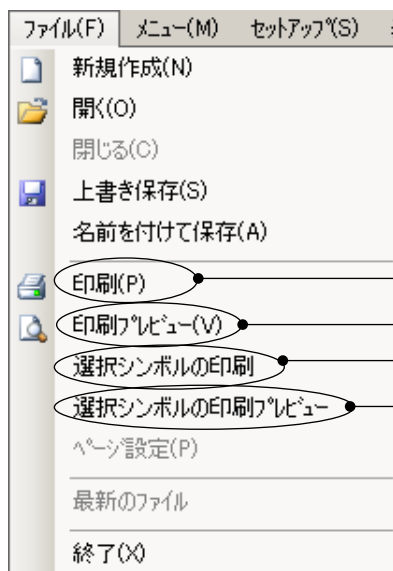 ファイル(F) メニュー(M) セットアップ(S)
新規作成(N)
開く(O)
閉じる(C)
上書き保存(S)
名前を付けて保存(A)
印刷(P)
印刷プレビュー(V)
選択シンボルの印刷
選択シンボルの印刷プレビュー
ページ設定(P)
最新のファイル
終了(X)